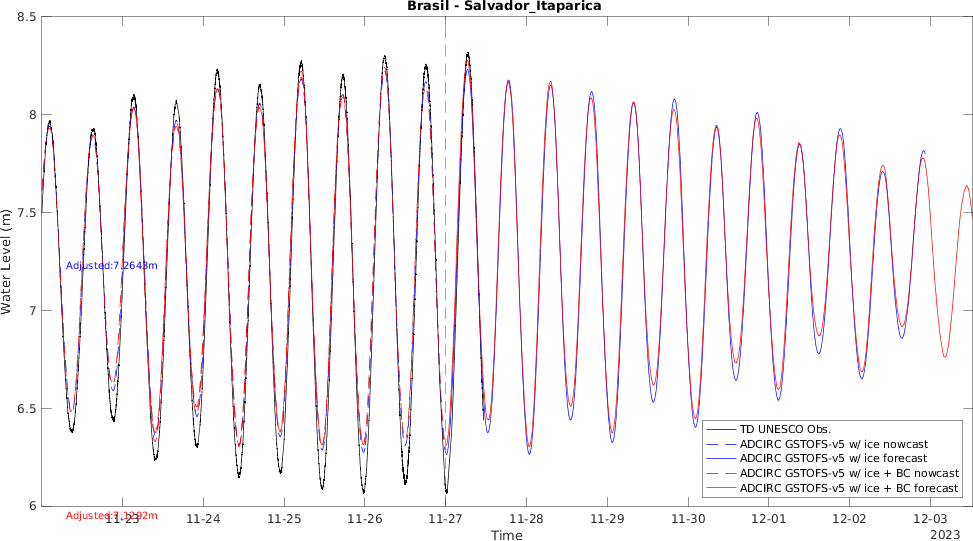 Brasil - Salvador_Itaparica
8.5
8
7.5
7
6.5
6
Water Level (m)
Adjusted:7.2643m
Adjusted:7.1292m
TD UNESCO Obs.
ADCIRC GSTOFS-v5 w/ ice nowcast
ADCIRC GSTOFS-v5 w/ ice forecast
ADCIRC GSTOFS-v5 w/ ice + BC nowcast
ADCIRC GSTOFS-v5 w/ ice + BC forecast
11-23 11-24 11-25 11-26 11-27 11-28 11-29 11-30 12-01 12-02 12-03
2023
Time